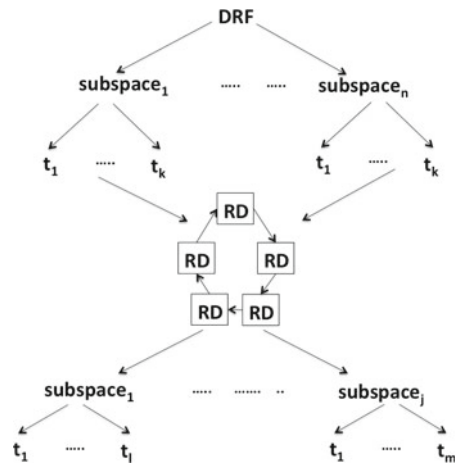 DRF
subspace₁ ..... ..... subspaceₙ
t₁ ..... tₖ t₁ ..... tₖ
RD
RD RD
RD RD
subspace₁ ..... ....... .. subspaceⱼ
t₁ ..... tₗ t₁ ..... tₘ